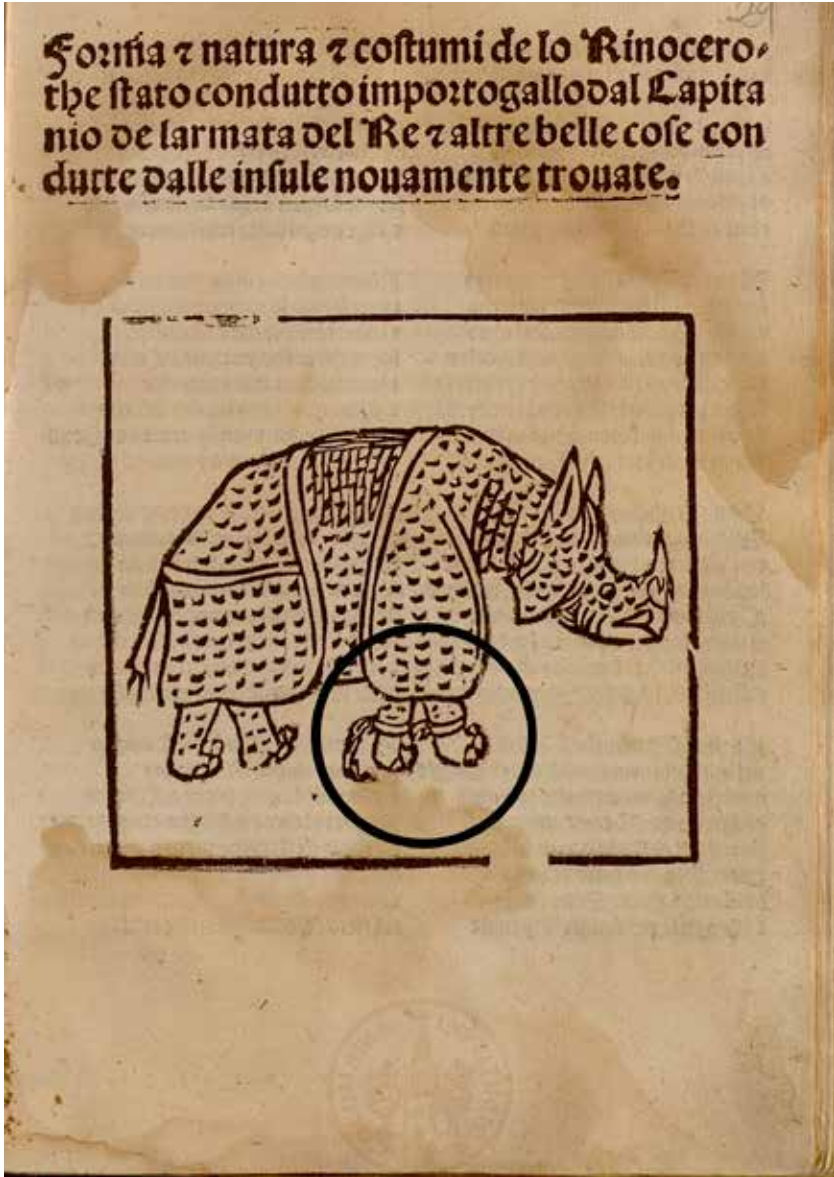 Forma ⁊ natura ⁊ costumi de lo Rinocero-
the stato condutto importogallo dal Capita
nio de larmata del Re ⁊ altre belle cose con
dutte dalle insule novamente trouate.